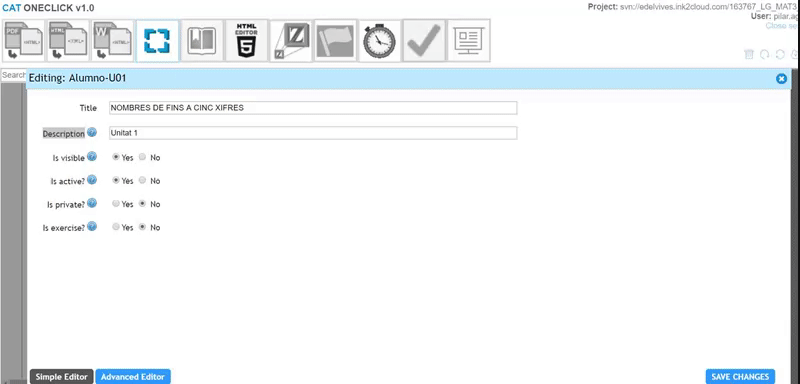 CAT ONECLICK v1.0
Project: svn://edelvives.ink2cloud.com/163767_LG_MAT3
User: pilar.ag
Close se
PDF
<HTML>
HTML
<HTML>
W
<HTML>
HTML
EDITOR
5
Z
Search
Editing: Alumno-U01
Title NOMBRES DE FINS A CINC XIFRES
Description Unitat 1
Is visible Yes No
Is active? Yes No
Is private? Yes No
Is exercise? Yes No
Simple Editor Advanced Editor SAVE CHANGES